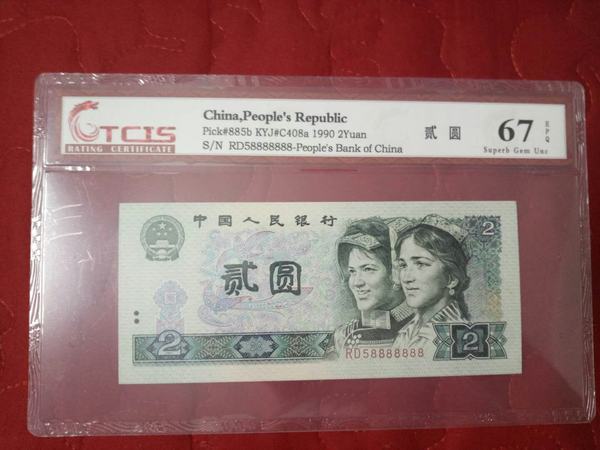 TCIS
RATING CERTIFICATE
China,People's Republic
Pick#885b KYJ#C408a 1990 2Yuan
S/N RD58888888-People's Bank of China
贰 圆
67
EPQ
Superb Gem Unc
中国人民银行
2
贰圆
RD58888888
2
2